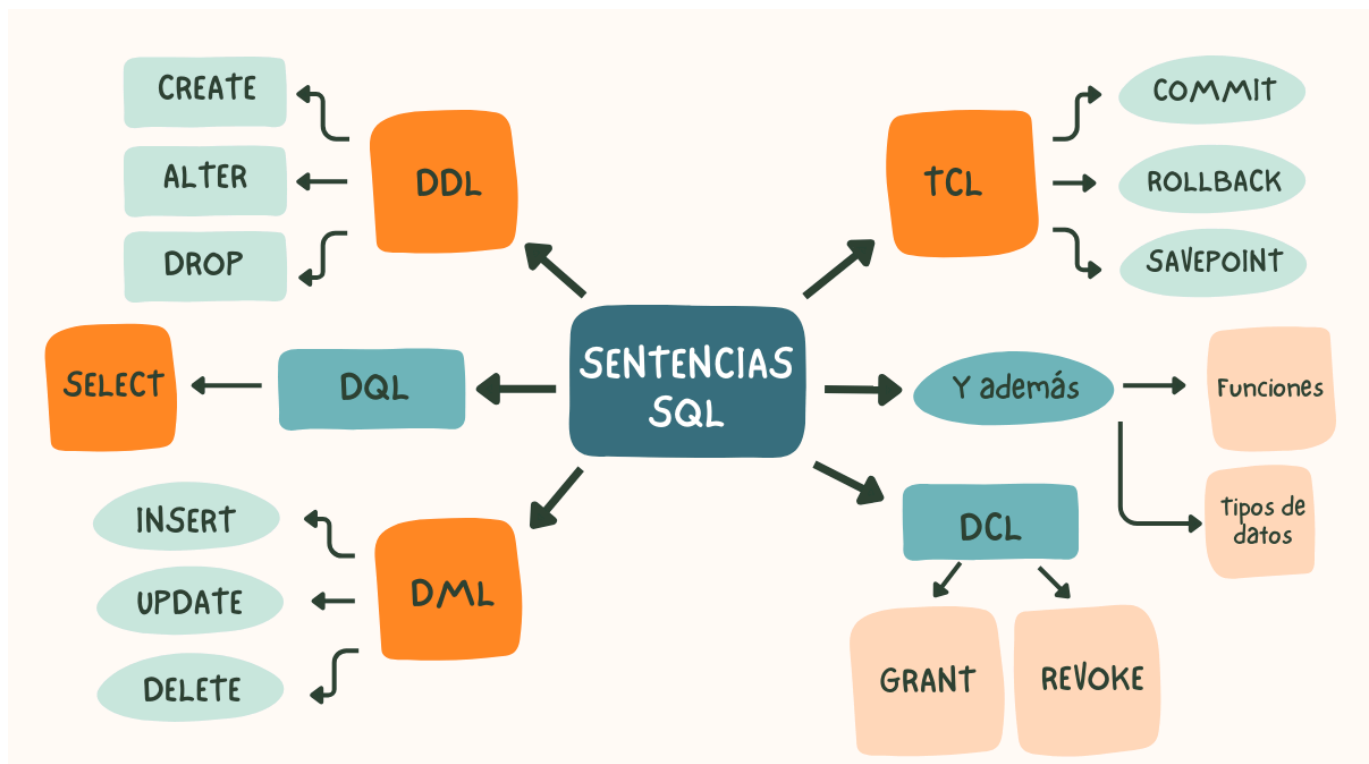 CREATE
ALTER
DROP
DDL
TCL
COMMIT
ROLLBACK
SAVEPOINT
SENTENCIAS
SQL
SELECT
DQL
Y además
Funciones
Tipos de
datos
INSERT
UPDATE
DELETE
DML
DCL
GRANT
REVOKE